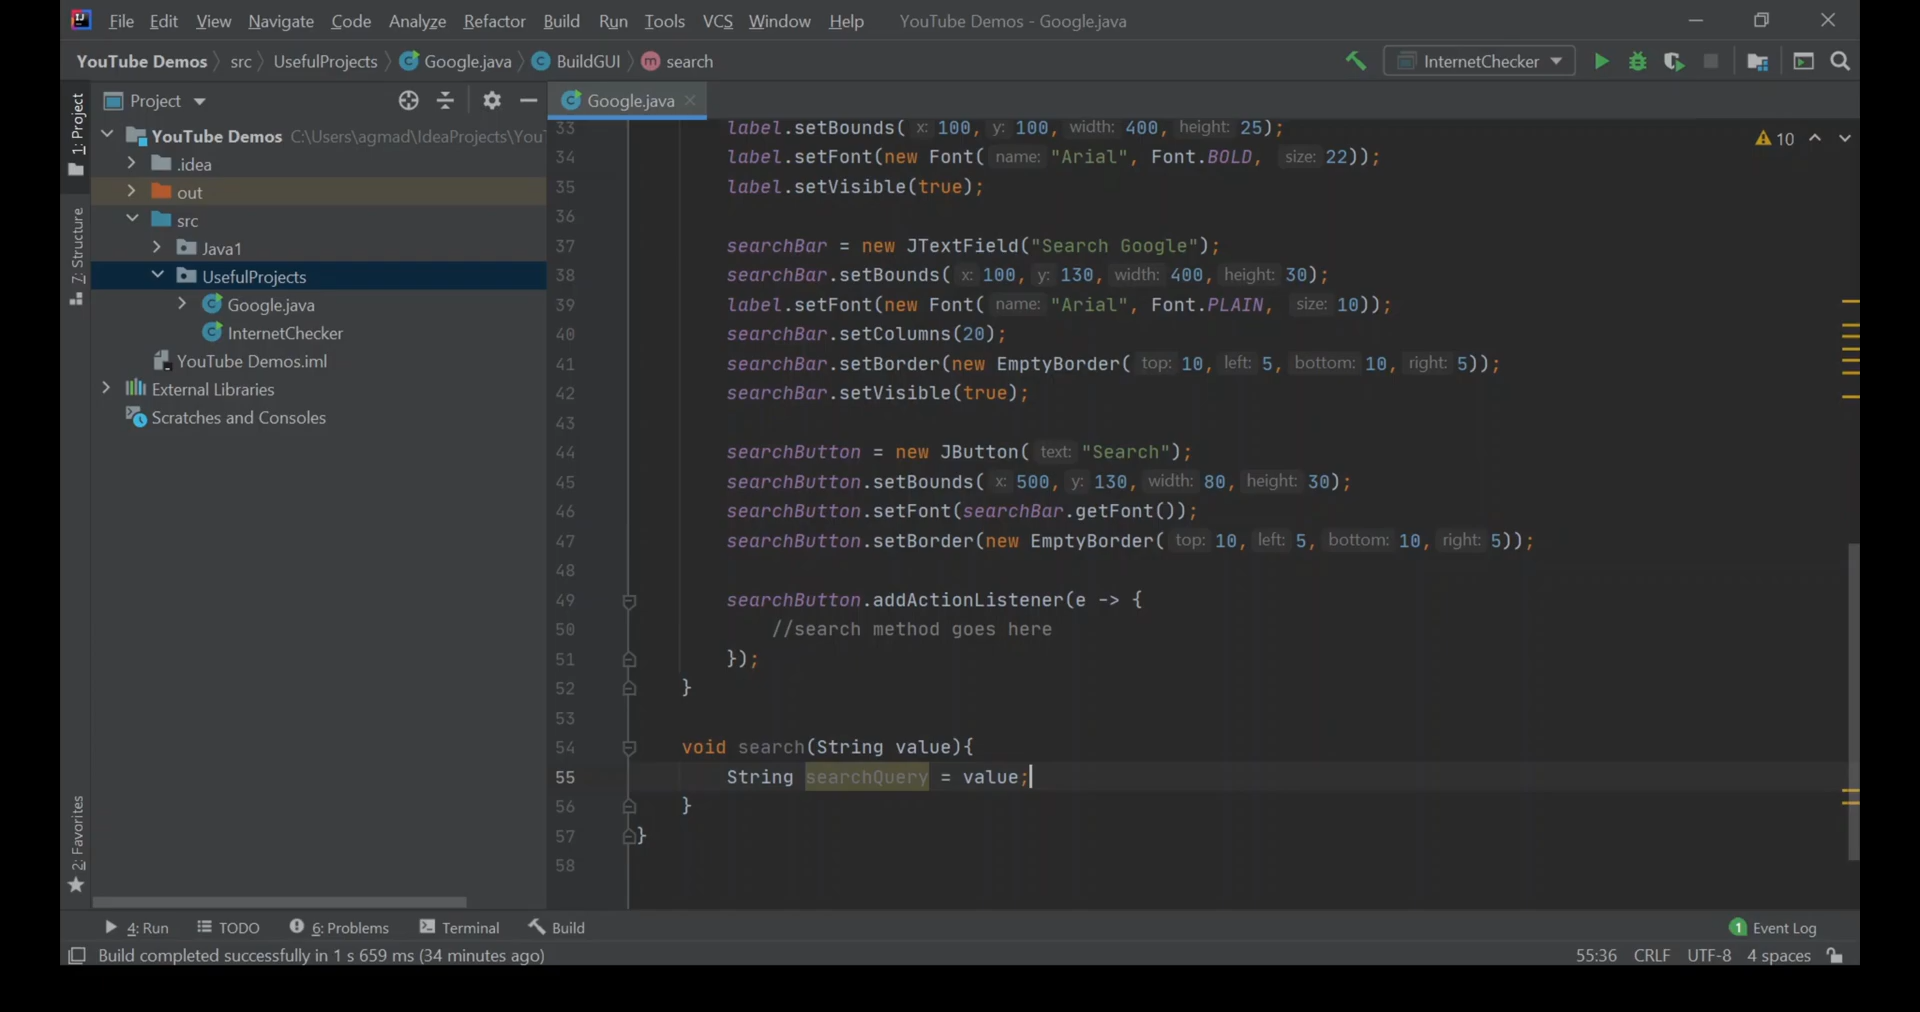 File Edit View Navigate Code Analyze Refactor Build Run Tools VCS Window Help YouTube Demos - Google.java
YouTube Demos src UsefulProjects Google.java BuildGUI m search InternetChecker
1: Project
7: Structure
2: Favorites
Project
YouTube Demos C:\Users\agmad\IdeaProjects\You
.idea
out
src
Java1
UsefulProjects
Google.java
InternetChecker
YouTube Demos.iml
External Libraries
Scratches and Consoles
Google.java
10
33 label.setBounds( x: 100, y: 100, width: 400, height: 25);
34 label.setFont(new Font( name: "Arial", Font.BOLD, size: 22));
35 label.setVisible(true);
36
37 searchBar = new JTextField("Search Google");
38 searchBar.setBounds( x: 100, y: 130, width: 400, height: 30);
39 label.setFont(new Font( name: "Arial", Font.PLAIN, size: 10));
40 searchBar.setColumns(20);
41 searchBar.setBorder(new EmptyBorder( top: 10, left: 5, bottom: 10, right: 5));
42 searchBar.setVisible(true);
43
44 searchButton = new JButton( text: "Search");
45 searchButton.setBounds( x: 500, y: 130, width: 80, height: 30);
46 searchButton.setFont(searchBar.getFont());
47 searchButton.setBorder(new EmptyBorder( top: 10, left: 5, bottom: 10, right: 5));
48
49 searchButton.addActionListener(e -> {
50 //search method goes here
51 });
52 }
53
54 void search(String value){
55 String searchQuery = value;
56 }
57 }
58
4: Run TODO 6: Problems Terminal Build 1 Event Log
Build completed successfully in 1 s 659 ms (34 minutes ago) 55:36 CRLF UTF-8 4 spaces